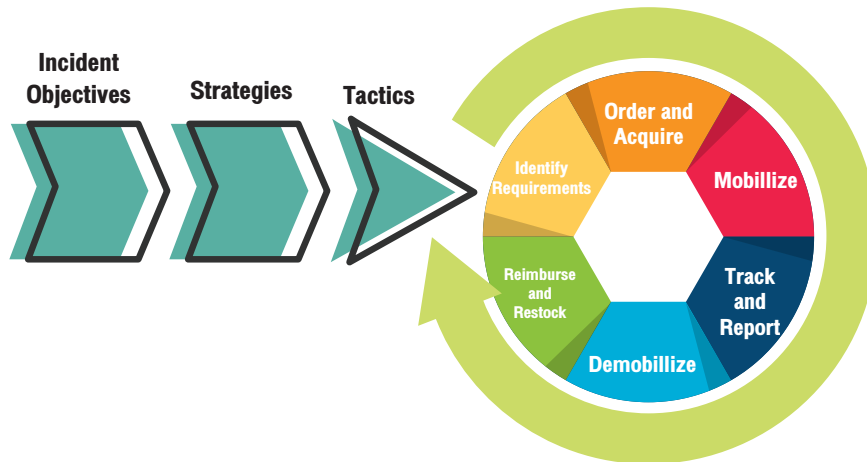 Incident
Objectives
Strategies
Tactics
Order and
Acquire
Mobillize
Track
and
Report
Demobillize
Reimburse
and
Restock
Identify
Requirements